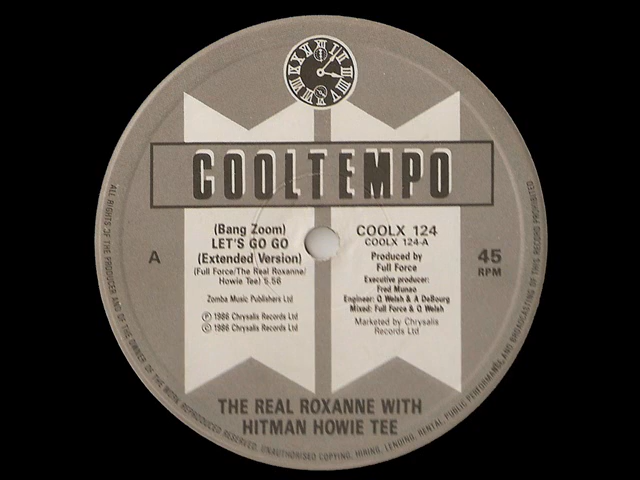 COOLTEMPO
(Bang Zoom)
LET'S GO GO
(Extended Version)
(Full Force/The Real Roxanne/
Howie Tee) 5.56
Zomba Music Publishers Ltd
Ⓟ 1986 Chrysalis Records Ltd
© 1986 Chrysalis Records Ltd
A
COOLX 124
COOLX 124-A
Produced by
Full Force
Executive producer:
Fred Munao
Engineer: Q Welsh & A DeBourg
Mixed: Full Force & Q Welsh
Marketed by Chrysalis
Records Ltd
45
RPM
THE REAL ROXANNE WITH
HITMAN HOWIE TEE
ALL RIGHTS OF THE PRODUCER AND OF THE OWNER OF THE WORK REPRODUCED RESERVED. UNAUTHORISED COPYING, HIRING, LENDING, RENTAL, PUBLIC PERFORMANCE AND BROADCASTING OF THIS RECORD PROHIBITED